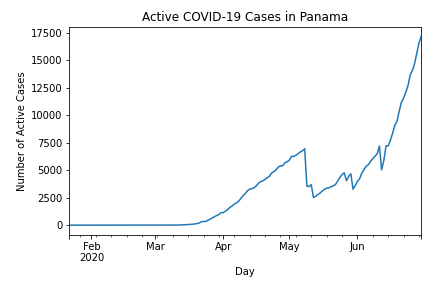 Active COVID-19 Cases in Panama
17500
15000
12500
10000
7500
5000
2500
0
Number of Active Cases
Feb
2020
Mar
Apr
May
Jun
Day